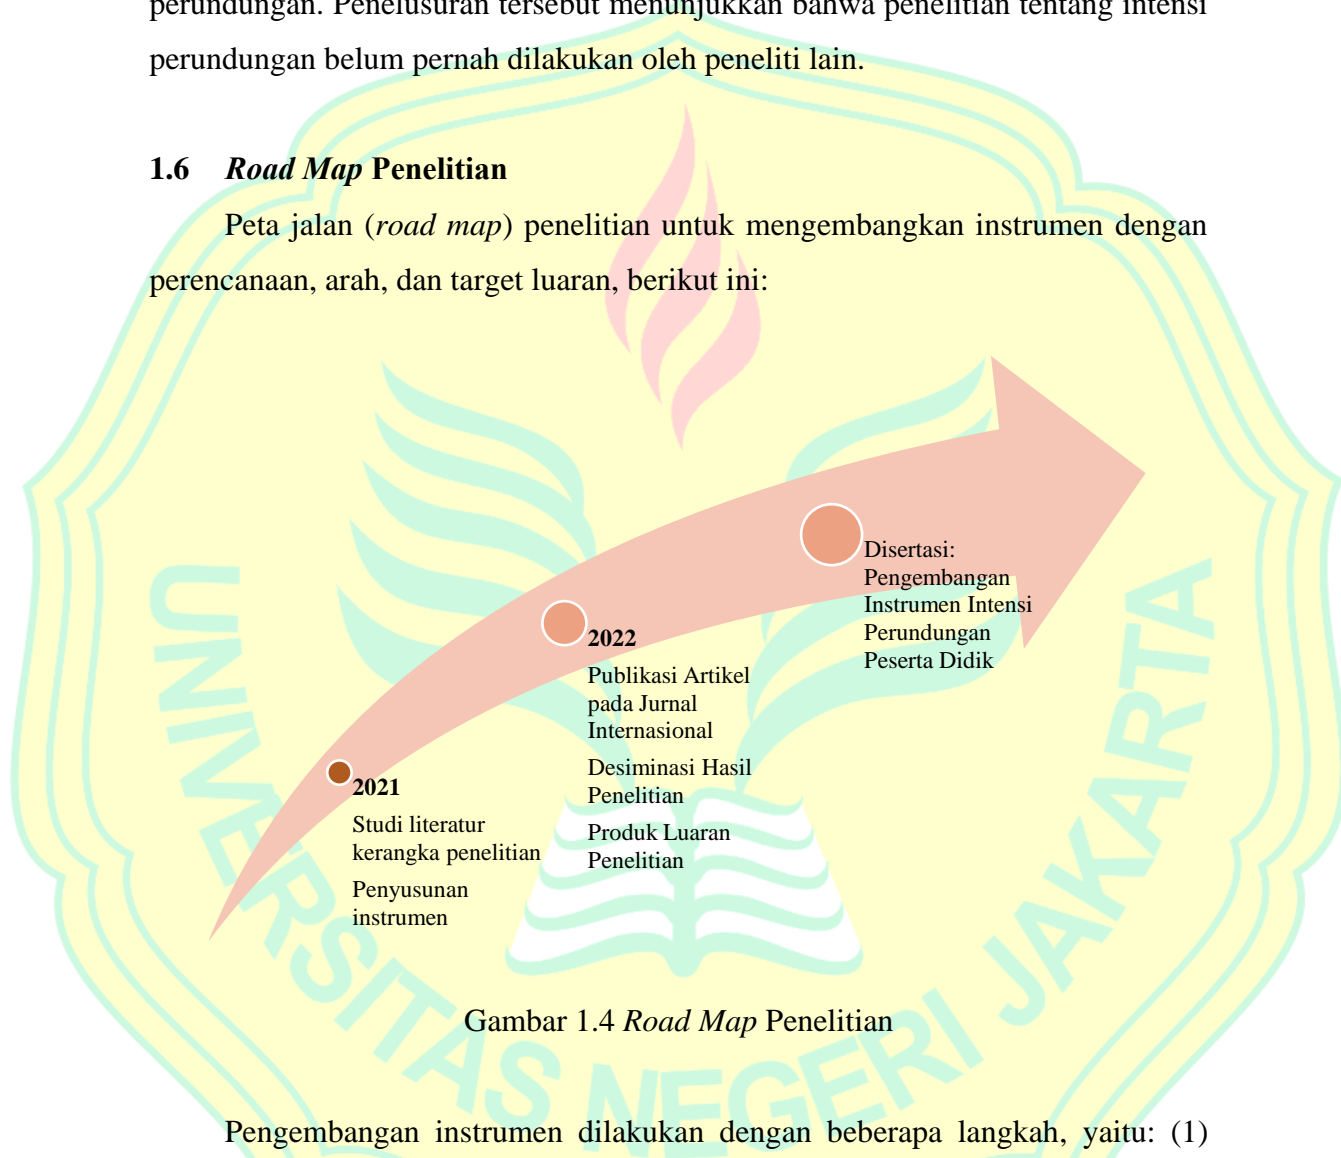 perundungan. Penelusuran tersebut menunjukkan bahwa penelitian tentang intensi
perundungan belum pernah dilakukan oleh peneliti lain.
1.6 Road Map Penelitian
Peta jalan (road map) penelitian untuk mengembangkan instrumen dengan
perencanaan, arah, dan target luaran, berikut ini:
2021
Studi literatur
kerangka penelitian
Penyusunan
instrumen
2022
Publikasi Artikel
pada Jurnal
Internasional
Desiminasi Hasil
Penelitian
Produk Luaran
Penelitian
Disertasi:
Pengembangan
Instrumen Intensi
Perundungan
Peserta Didik
Gambar 1.4 Road Map Penelitian
Pengembangan instrumen dilakukan dengan beberapa langkah, yaitu: (1)
UNIVERSITAS NEGERI JAKARTA